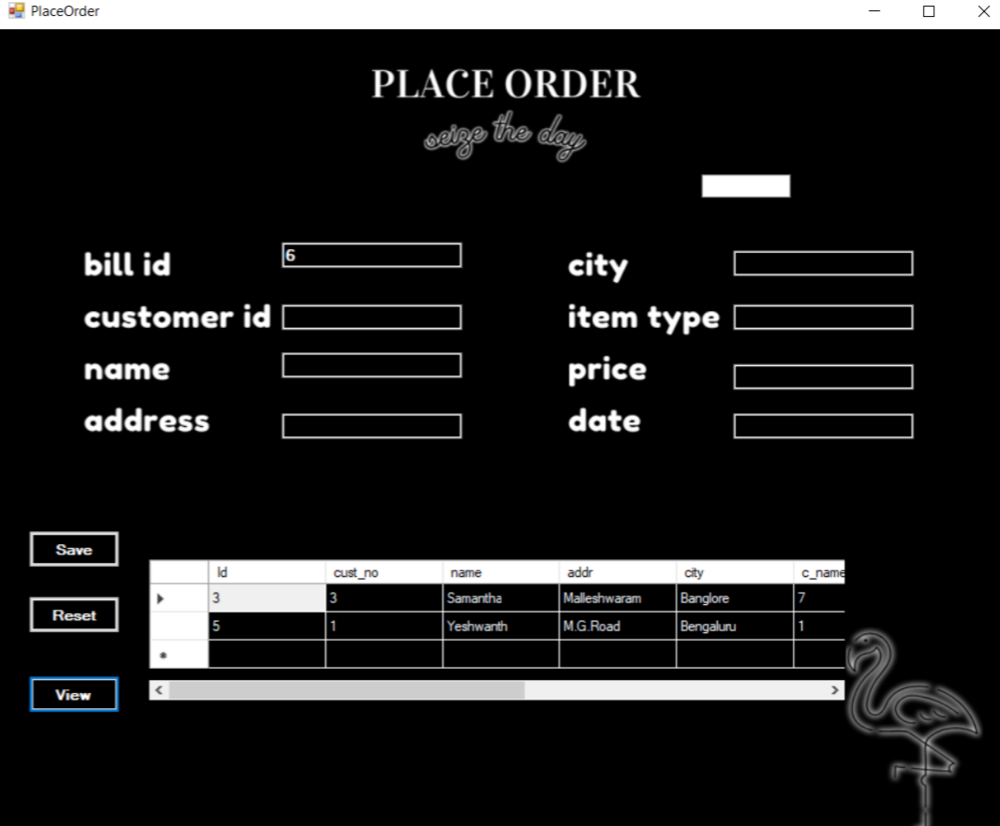 PlaceOrder
PLACE ORDER
seize the day
bill id 6
city
customer id
item type
name
price
address
date
Save
Reset
View
Id cust_no name addr city c_name
3 3 Samantha Malleshwaram Banglore 7
5 1 Yeshwanth M.G.Road Bengaluru 1